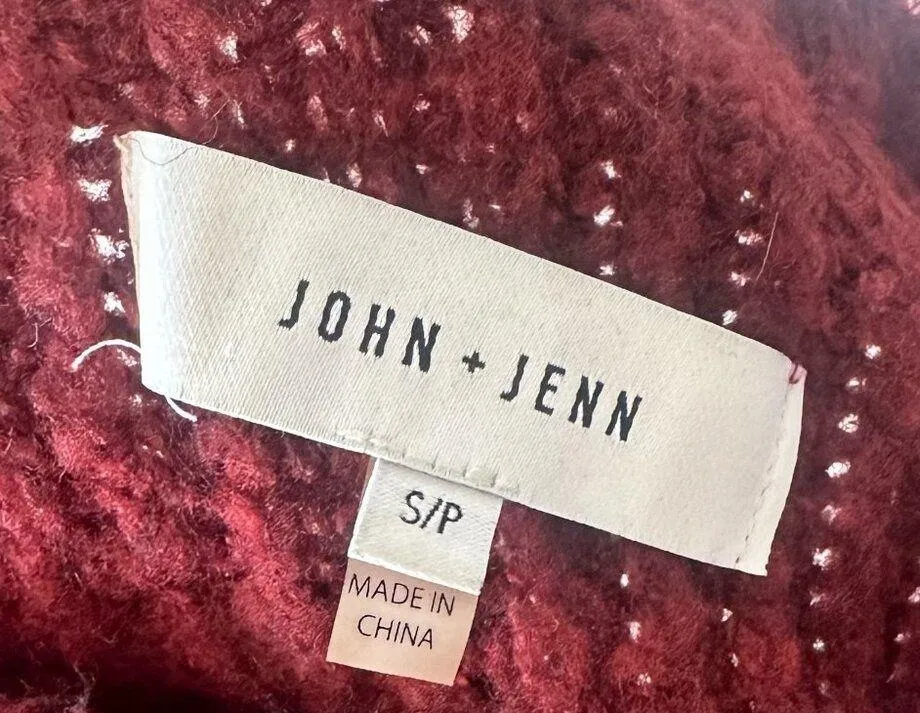 JOHN + JENN
S/P
MADE IN
CHINA